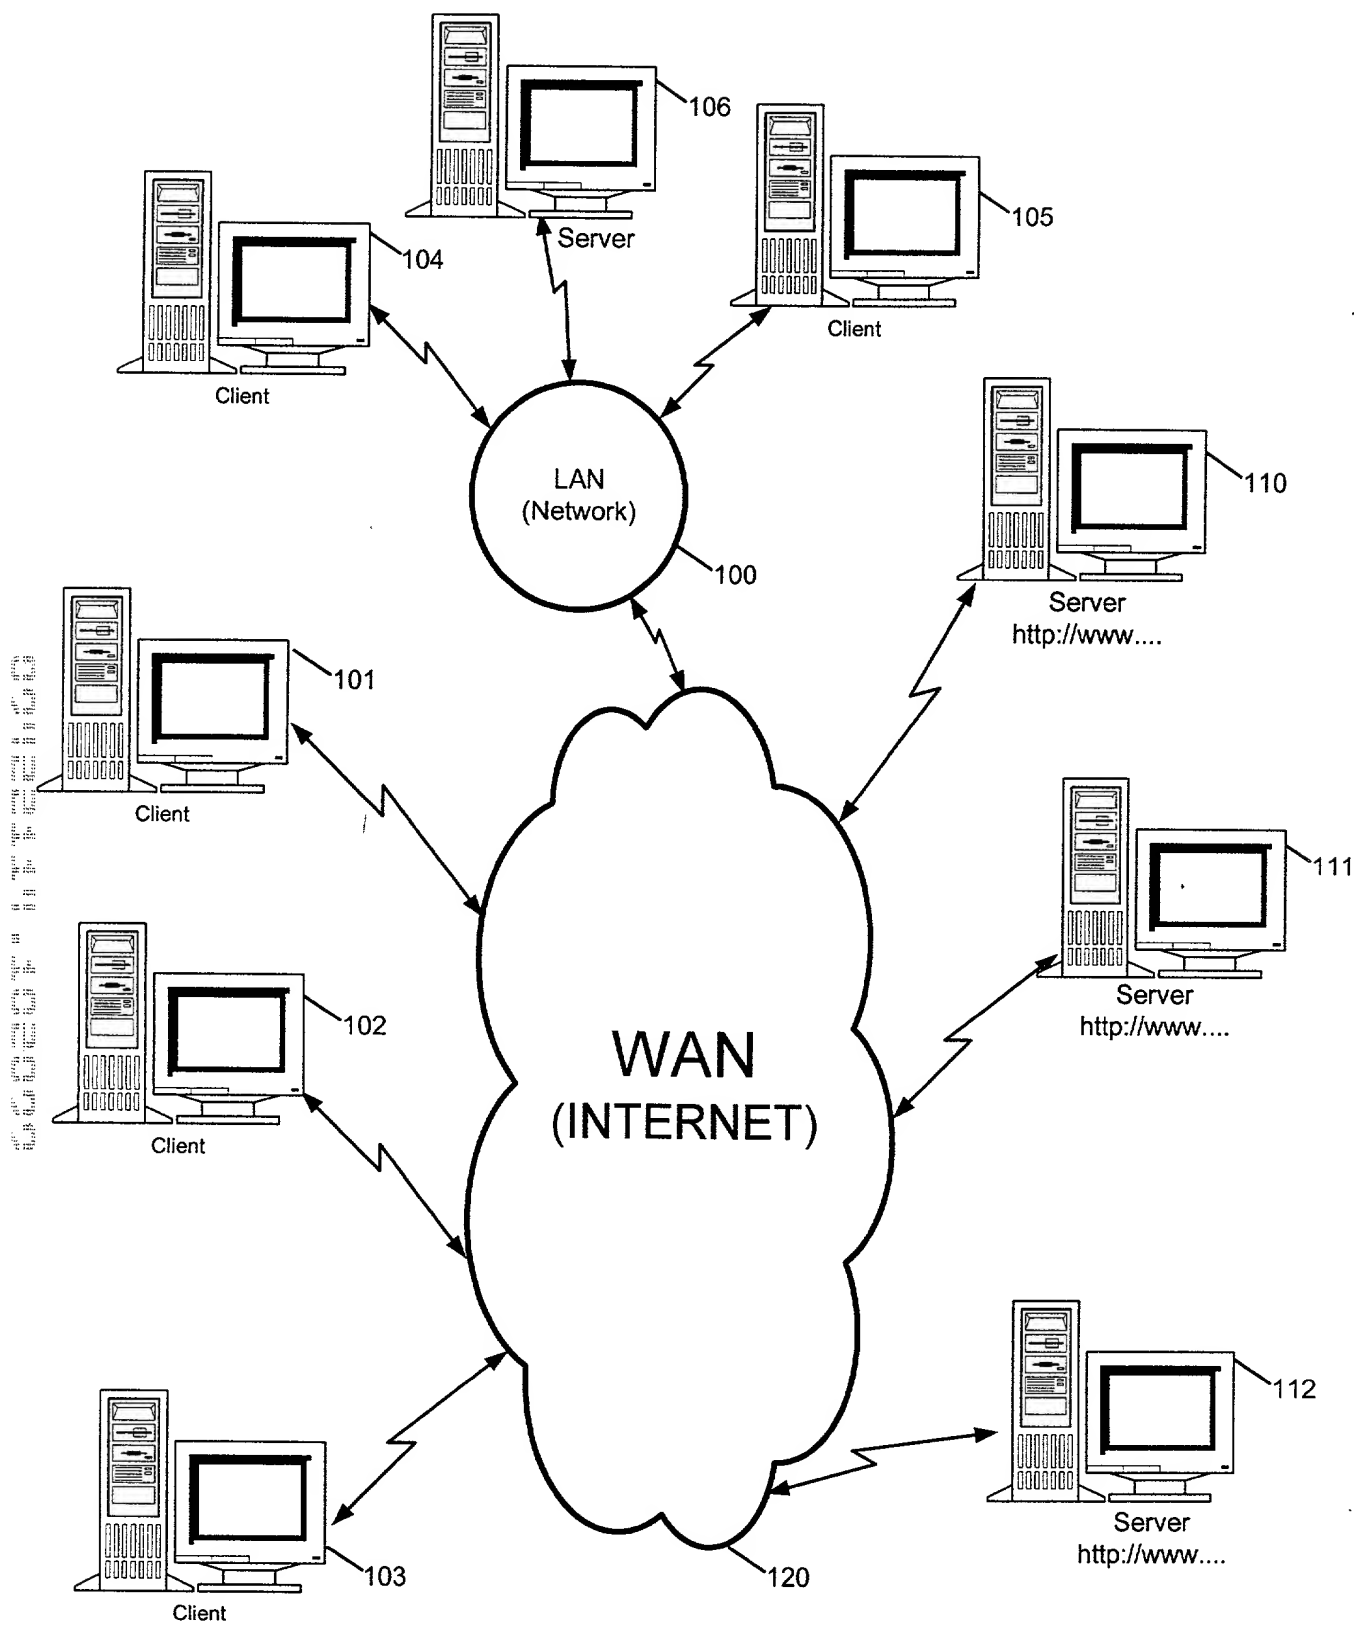 106
Server
105
Client
104
Client
LAN
(Network)
100
110
Server
http://www....
101
Client
111
Server
http://www....
102
Client
WAN
(INTERNET)
112
Server
http://www....
103
Client
120